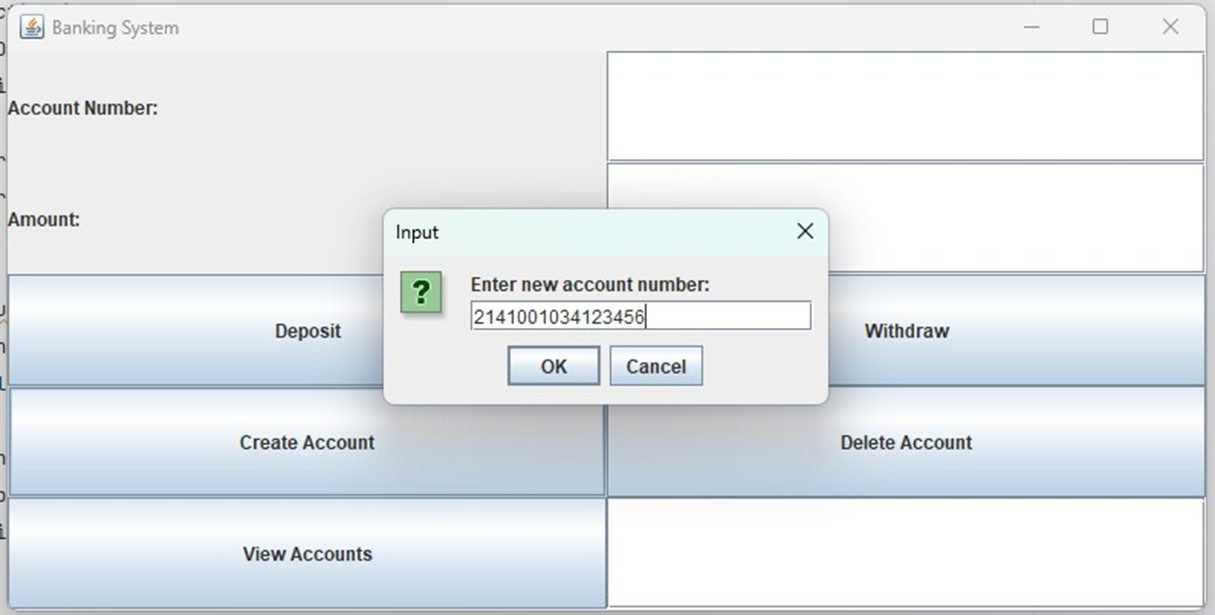 Banking System
Account Number:
Amount:
Input
?
Enter new account number:
2141001034123456
OK Cancel
Deposit Withdraw
Create Account Delete Account
View Accounts